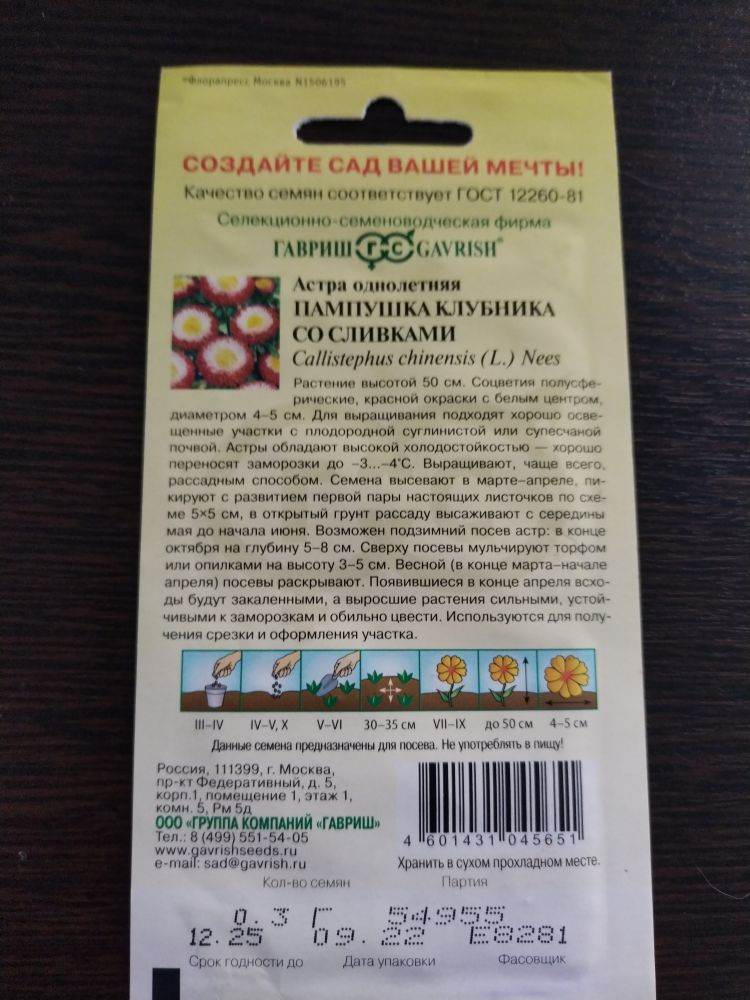 ®Флорапресс Москва N1506195
СОЗДАЙТЕ САД ВАШЕЙ МЕЧТЫ!
Качество семян соответствует ГОСТ 12260-81
Селекционно-семеноводческая фирма
ГАВРИШ Г С GAVRISH®
Астра однолетняя
ПАМПУШКА КЛУБНИКА
СО СЛИВКАМИ
Callistephus chinensis (L.) Nees
Растение высотой 50 см. Соцветия полусфе-
рические, красной окраски с белым центром,
диаметром 4–5 см. Для выращивания подходят хорошо осве-
щенные участки с плодородной суглинистой или супесчаной
почвой. Астры обладают высокой холодостойкостью — хорошо
переносят заморозки до –3...–4°С. Выращивают, чаще всего,
рассадным способом. Семена высевают в марте–апреле, пи-
кируют с развитием первой пары настоящих листочков по схе-
ме 5×5 см, в открытый грунт рассаду высаживают с середины
мая до начала июня. Возможен подзимний посев астр: в конце
октября на глубину 5–8 см. Сверху посевы мульчируют торфом
или опилками на высоту 3–5 см. Весной (в конце марта–начале
апреля) посевы раскрывают. Появившиеся в конце апреля всхо-
ды будут закаленными, а выросшие растения сильными, устой-
чивыми к заморозкам и обильно цвести. Используются для полу-
чения срезки и оформления участка.
III–IV IV–V, X V–VI 30–35 см VII–IX до 50 см 4–5 см
Данные семена предназначены для посева. Не употреблять в пищу!
Россия, 111399, г. Москва,
пр-кт Федеративный, д. 5,
корп.1, помещение 1, этаж 1,
комн. 5, Рм 5д
ООО «ГРУППА КОМПАНИЙ «ГАВРИШ»
Тел.: 8 (499) 551-54-05
www.gavrishseeds.ru
e-mail: sad@gavrish.ru
4 601431 045651
Хранить в сухом прохладном месте.
Кол-во семян Партия
0.3 Г 54955
12.25 09.22 E8281
Срок годности до Дата упаковки Фасовщик